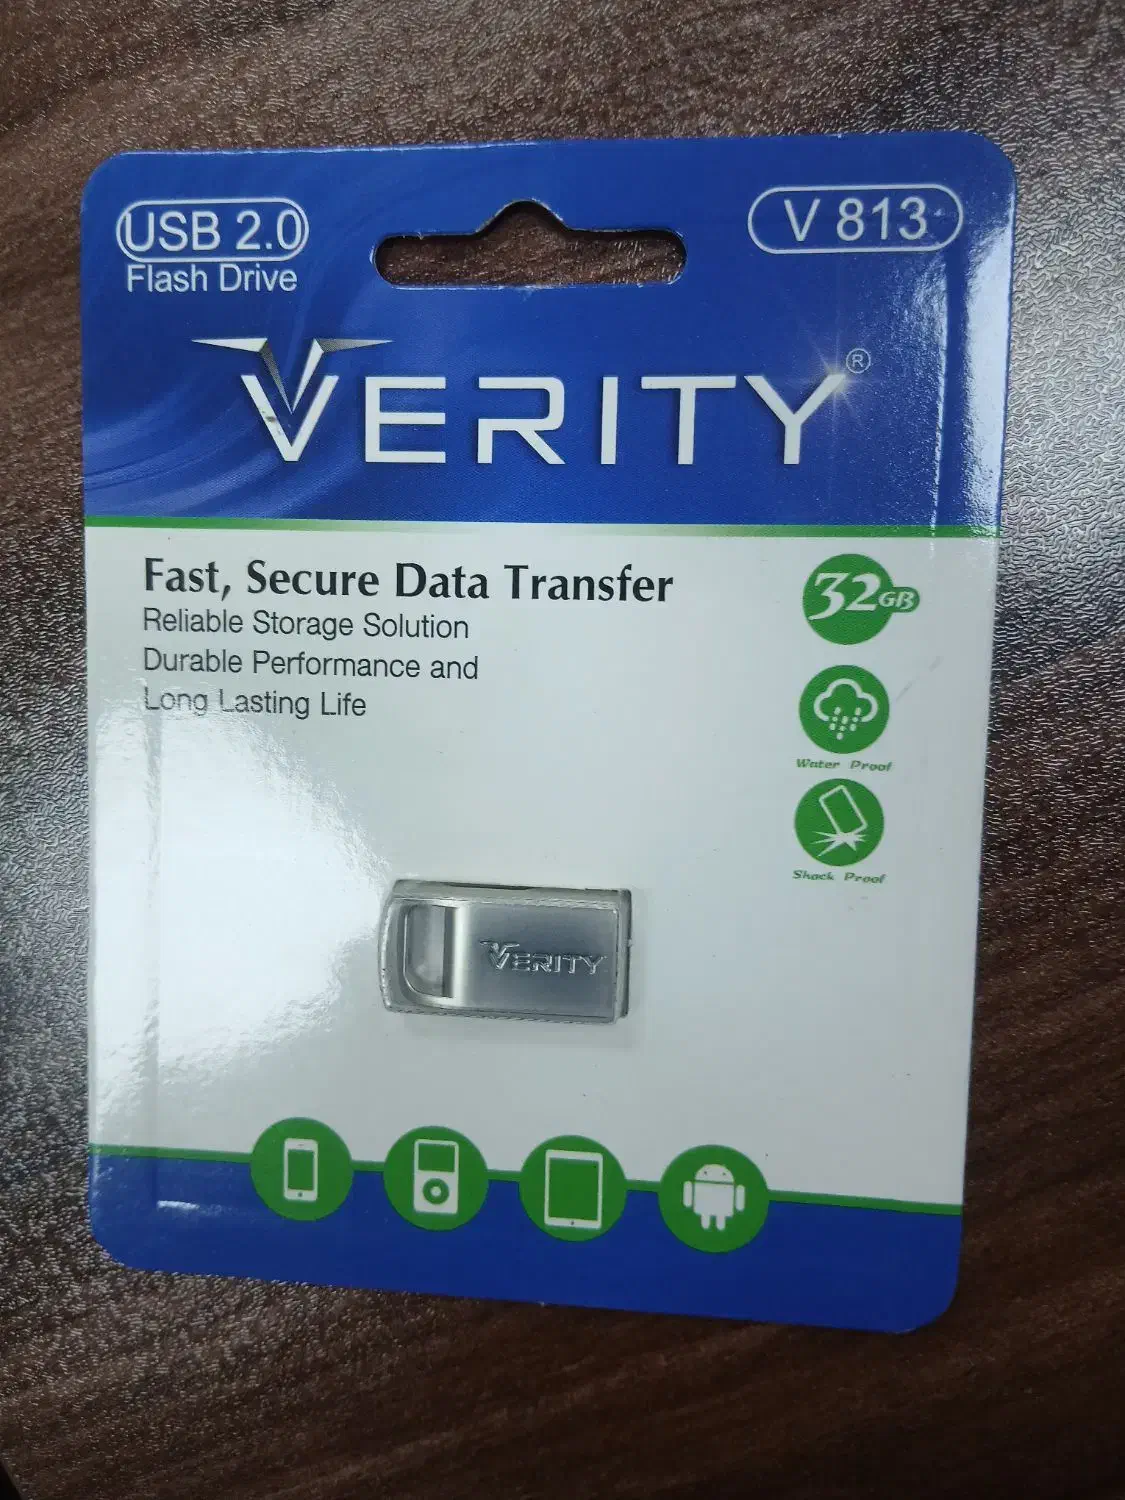 USB 2.0
Flash Drive
V 813
VERITY®
Fast, Secure Data Transfer
Reliable Storage Solution
Durable Performance and
Long Lasting Life
32GB
Water Proof
Shock Proof
VERITY